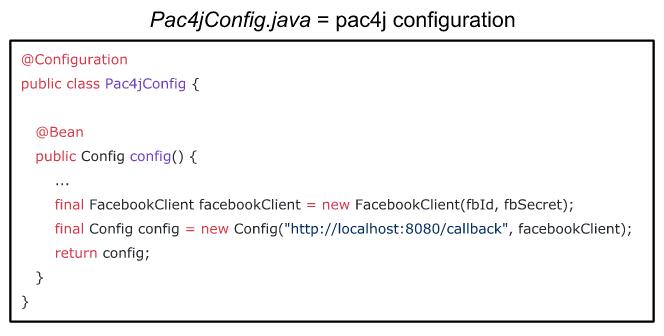 Pac4jConfig.java = pac4j configuration
@Configuration
public class Pac4jConfig {
@Bean
public Config config() {
...
final FacebookClient facebookClient = new FacebookClient(fbId, fbSecret);
final Config config = new Config("http://localhost:8080/callback", facebookClient);
return config;
}
}